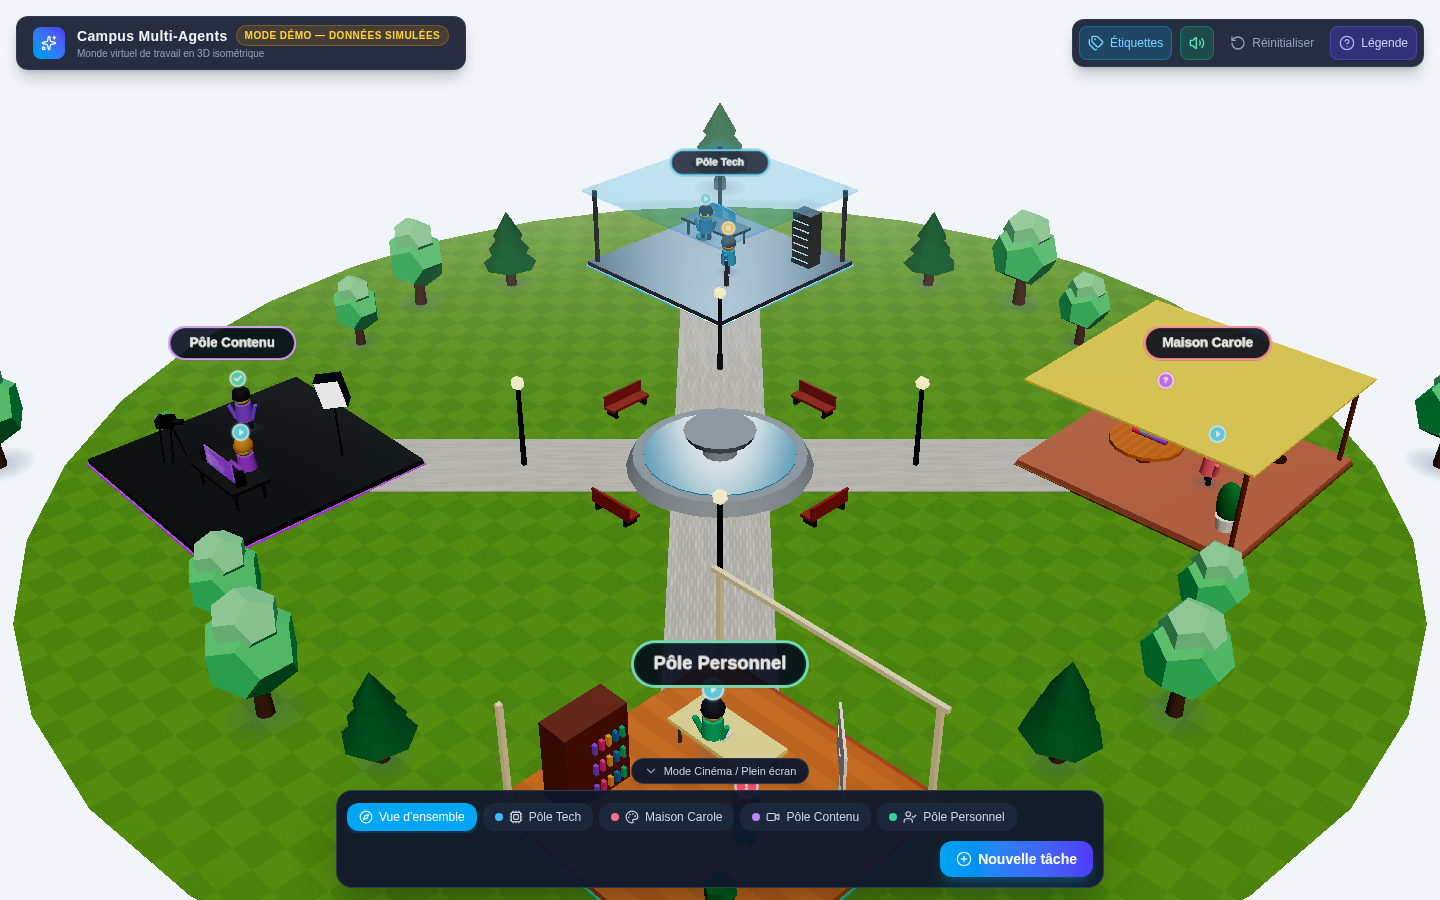 Campus Multi-Agents
MODE DÉMO — DONNÉES SIMULÉES
Monde virtuel de travail en 3D isométrique
Étiquettes
Réinitialiser
Légende
Pôle Tech
Pôle Contenu
Maison Carole
?
Pôle Personnel
Mode Cinéma / Plein écran
Vue d'ensemble
Pôle Tech
Maison Carole
Pôle Contenu
Pôle Personnel
Nouvelle tâche